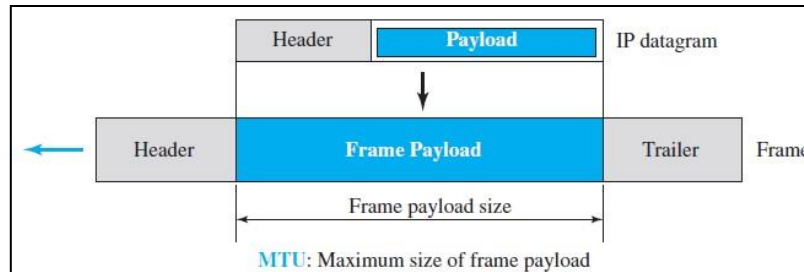 Header Payload IP datagram
Header Frame Payload Trailer Frame
Frame payload size
MTU: Maximum size of frame payload